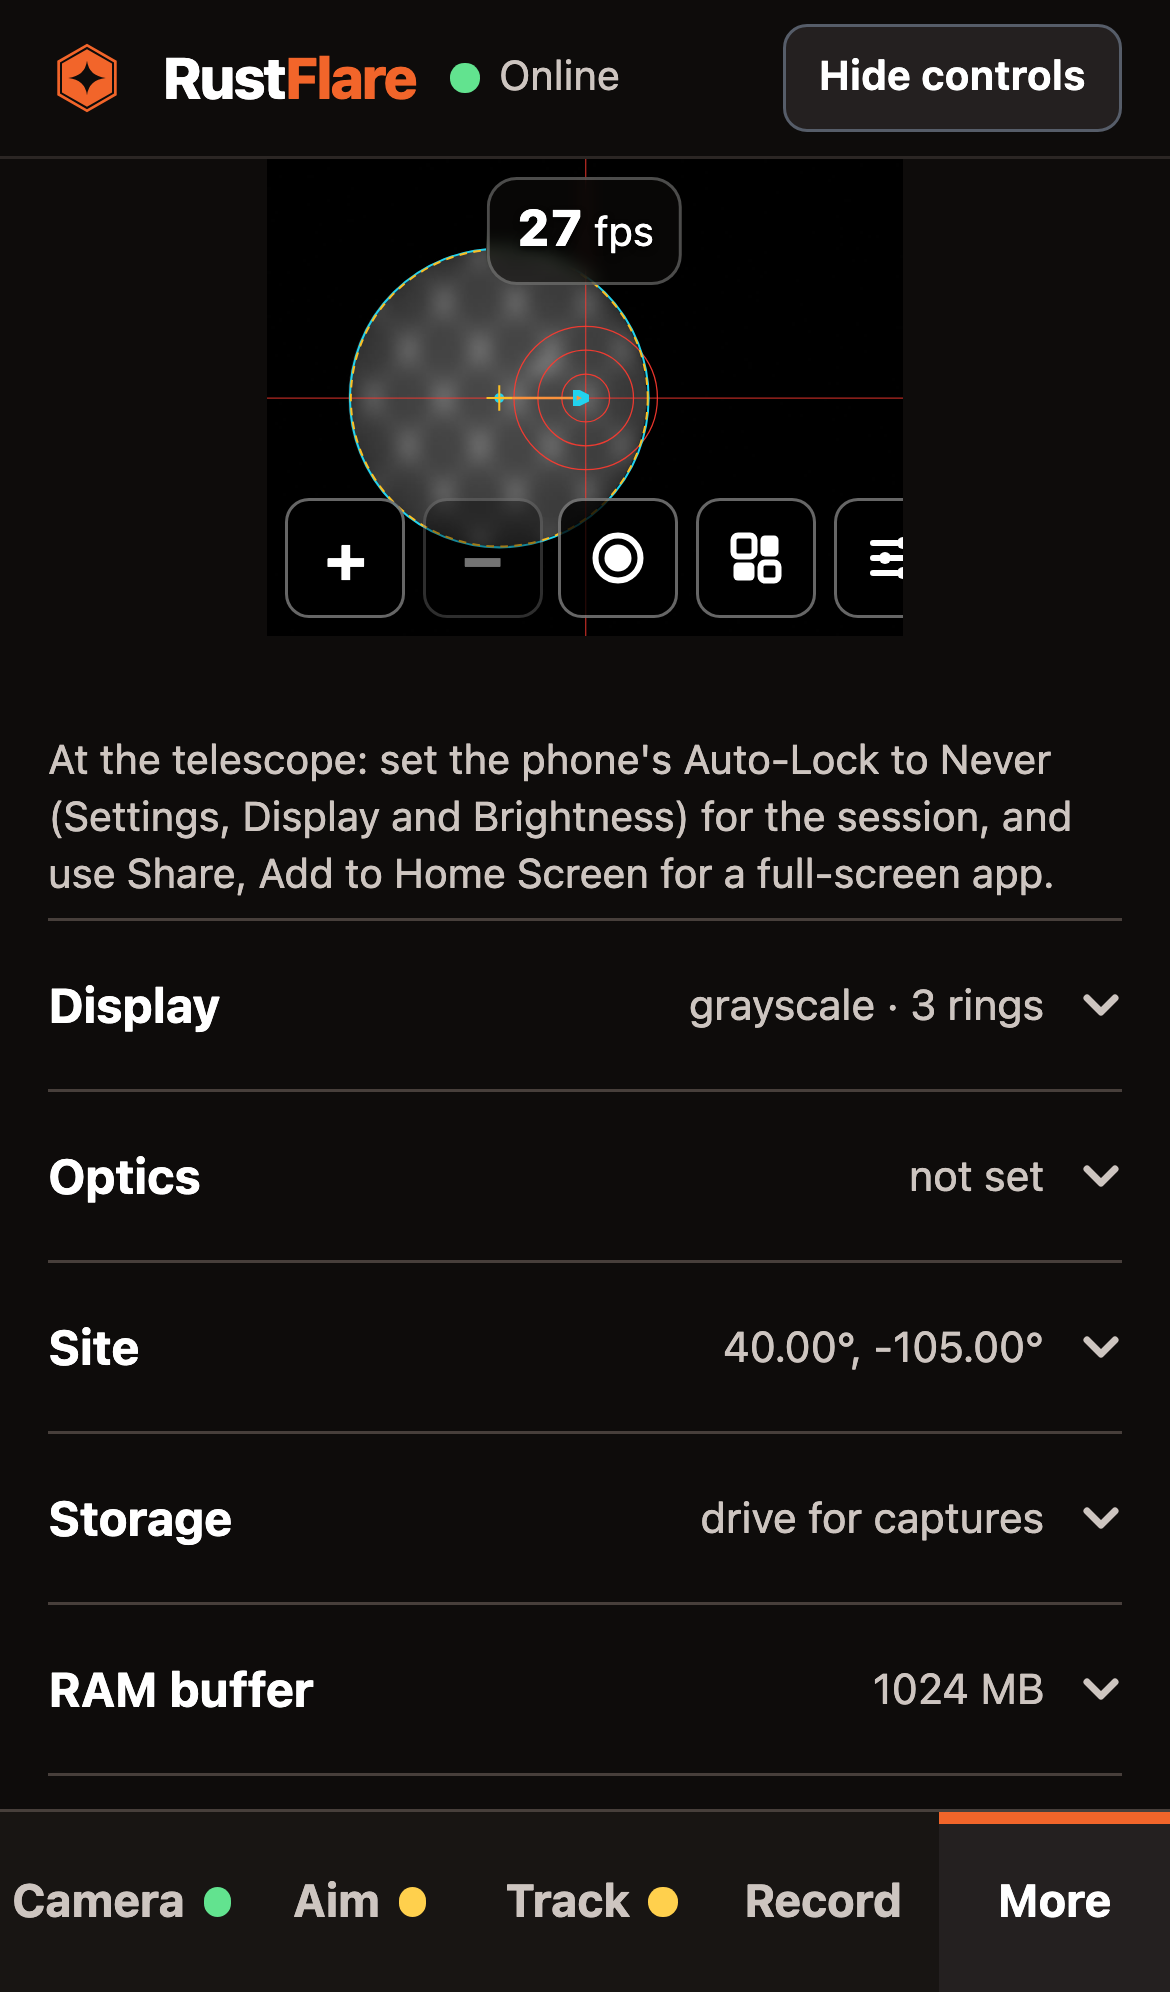 RustFlare Online Hide controls
27 fps
At the telescope: set the phone's Auto-Lock to Never
(Settings, Display and Brightness) for the session, and
use Share, Add to Home Screen for a full-screen app.
Display grayscale · 3 rings
Optics not set
Site 40.00°, -105.00°
Storage drive for captures
RAM buffer 1024 MB
Camera Aim Track Record More